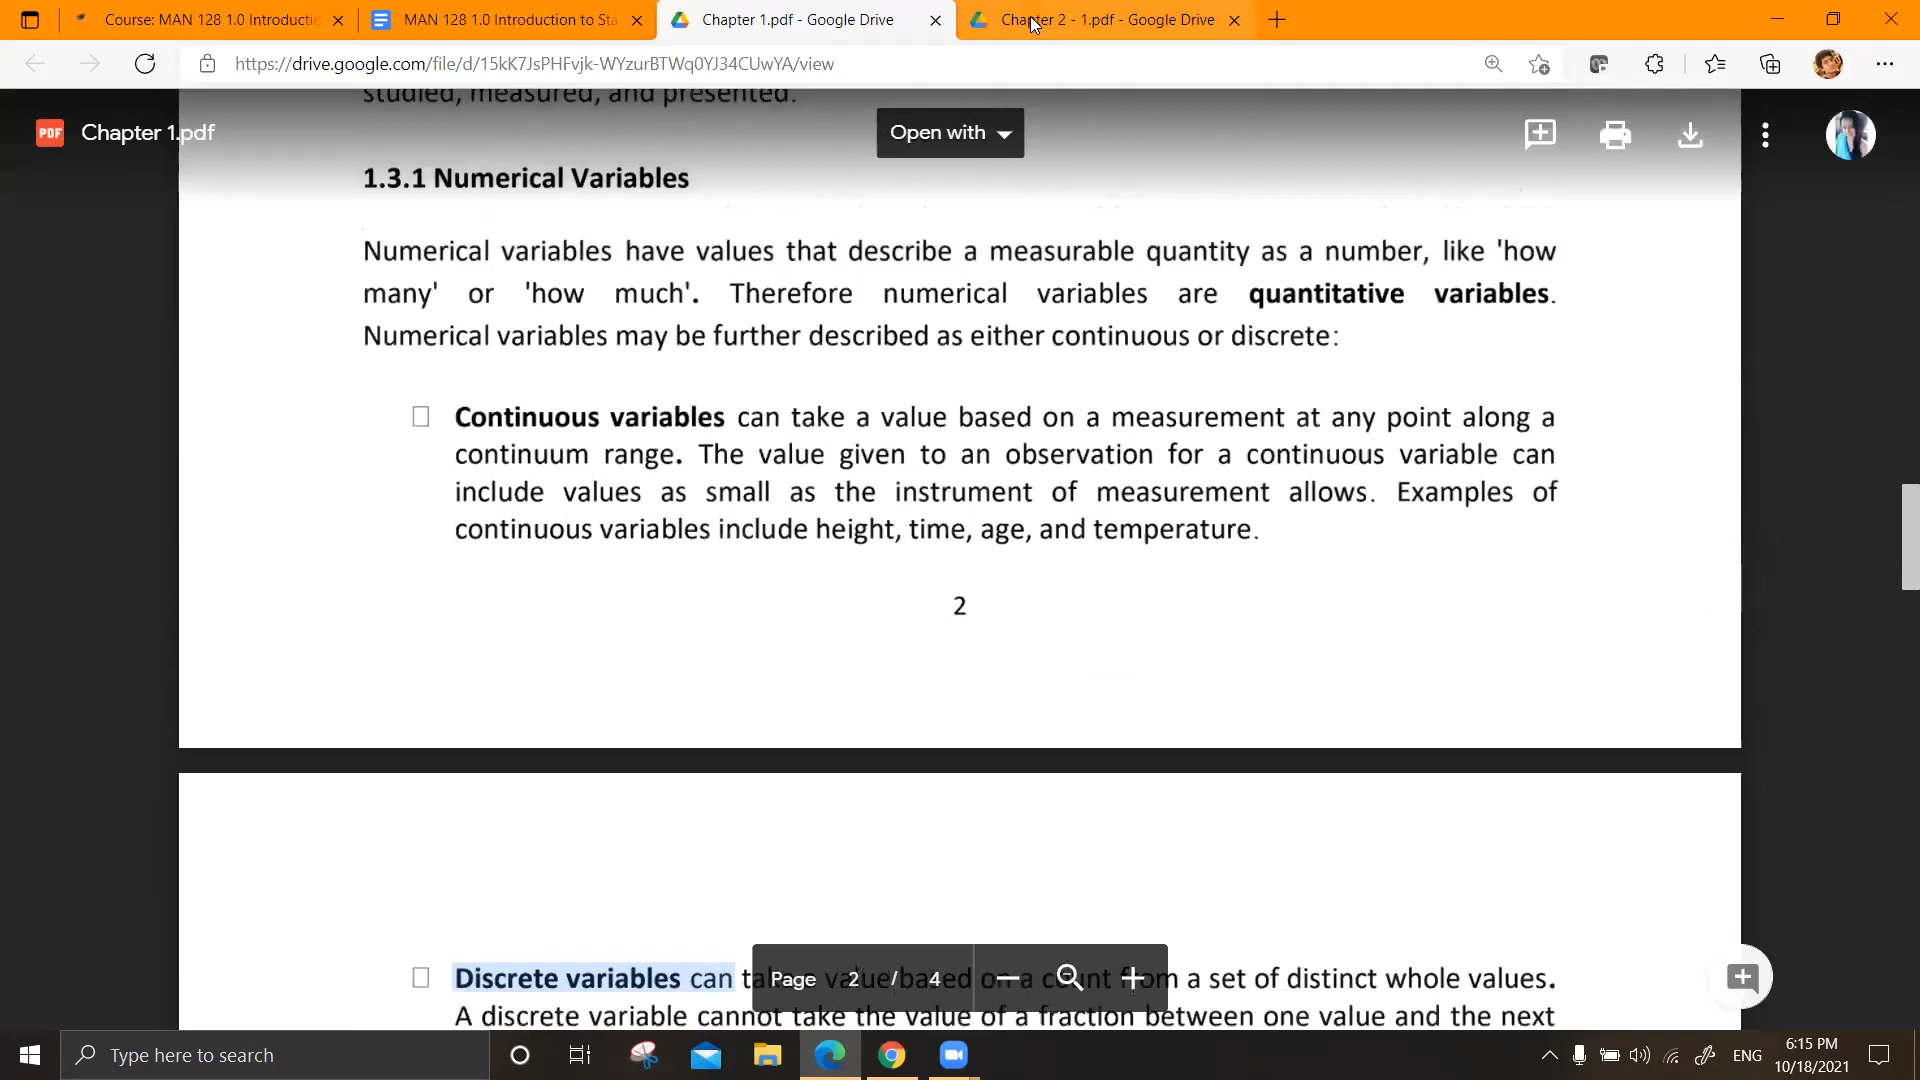 Course: MAN 128 1.0 Introductic
MAN 128 1.0 Introduction to Sta
Chapter 1.pdf - Google Drive
Chapter 2 - 1.pdf - Google Drive
https://drive.google.com/file/d/15kK7JsPHFvjk-WYzurBTWq0YJ34CUwYA/view
studied, measured, and presented.
PDF Chapter 1.pdf
Open with
1.3.1 Numerical Variables
Numerical variables have values that describe a measurable quantity as a number, like 'how
many' or 'how much'. Therefore numerical variables are quantitative variables.
Numerical variables may be further described as either continuous or discrete:
Continuous variables can take a value based on a measurement at any point along a
continuum range. The value given to an observation for a continuous variable can
include values as small as the instrument of measurement allows. Examples of
continuous variables include height, time, age, and temperature.
2
Discrete variables can take a value based on a count from a set of distinct whole values.
A discrete variable cannot take the value of a fraction between one value and the next
Page 2 / 4
Type here to search
ENG
6:15 PM
10/18/2021